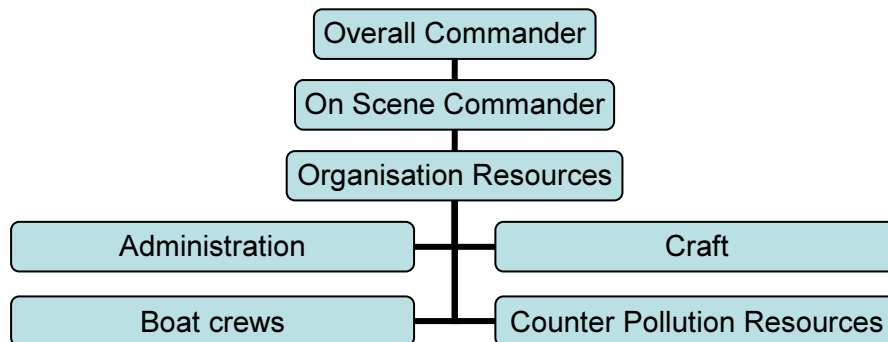 Overall Commander
On Scene Commander
Organisation Resources
Administration
Craft
Boat crews
Counter Pollution Resources